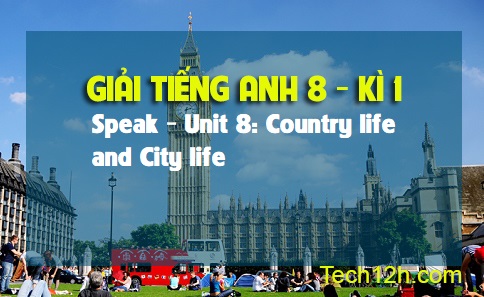 GIẢI TIẾNG ANH 8 - KÌ 1
Speak - Unit 8: Country life
and City life
Tech12h.com